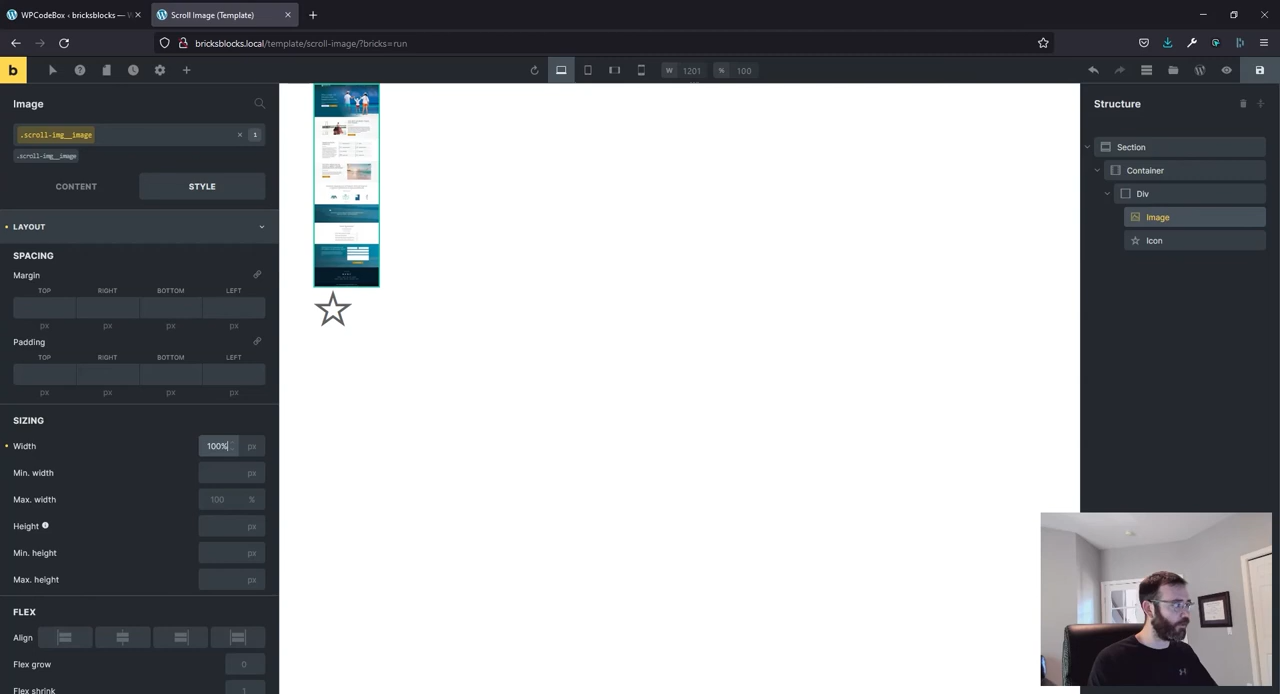 WPCodeBox ‹ bricksblocks — W
Scroll Image (Template)
bricksblocks.local/template/scroll-image/?bricks=run
b
W 1201 % 100
Image
.scroll-img__image
1
.scroll-img__image
CONTENT
STYLE
LAYOUT
SPACING
Margin
TOP RIGHT BOTTOM LEFT
px px px px
Padding
TOP RIGHT BOTTOM LEFT
px px px px
SIZING
Width 100% px
Min. width px
Max. width 100 %
Height px
Min. height px
Max. height px
FLEX
Align
Flex grow 0
Flex shrink 1
Structure
Section
Container
Div
Image
Icon